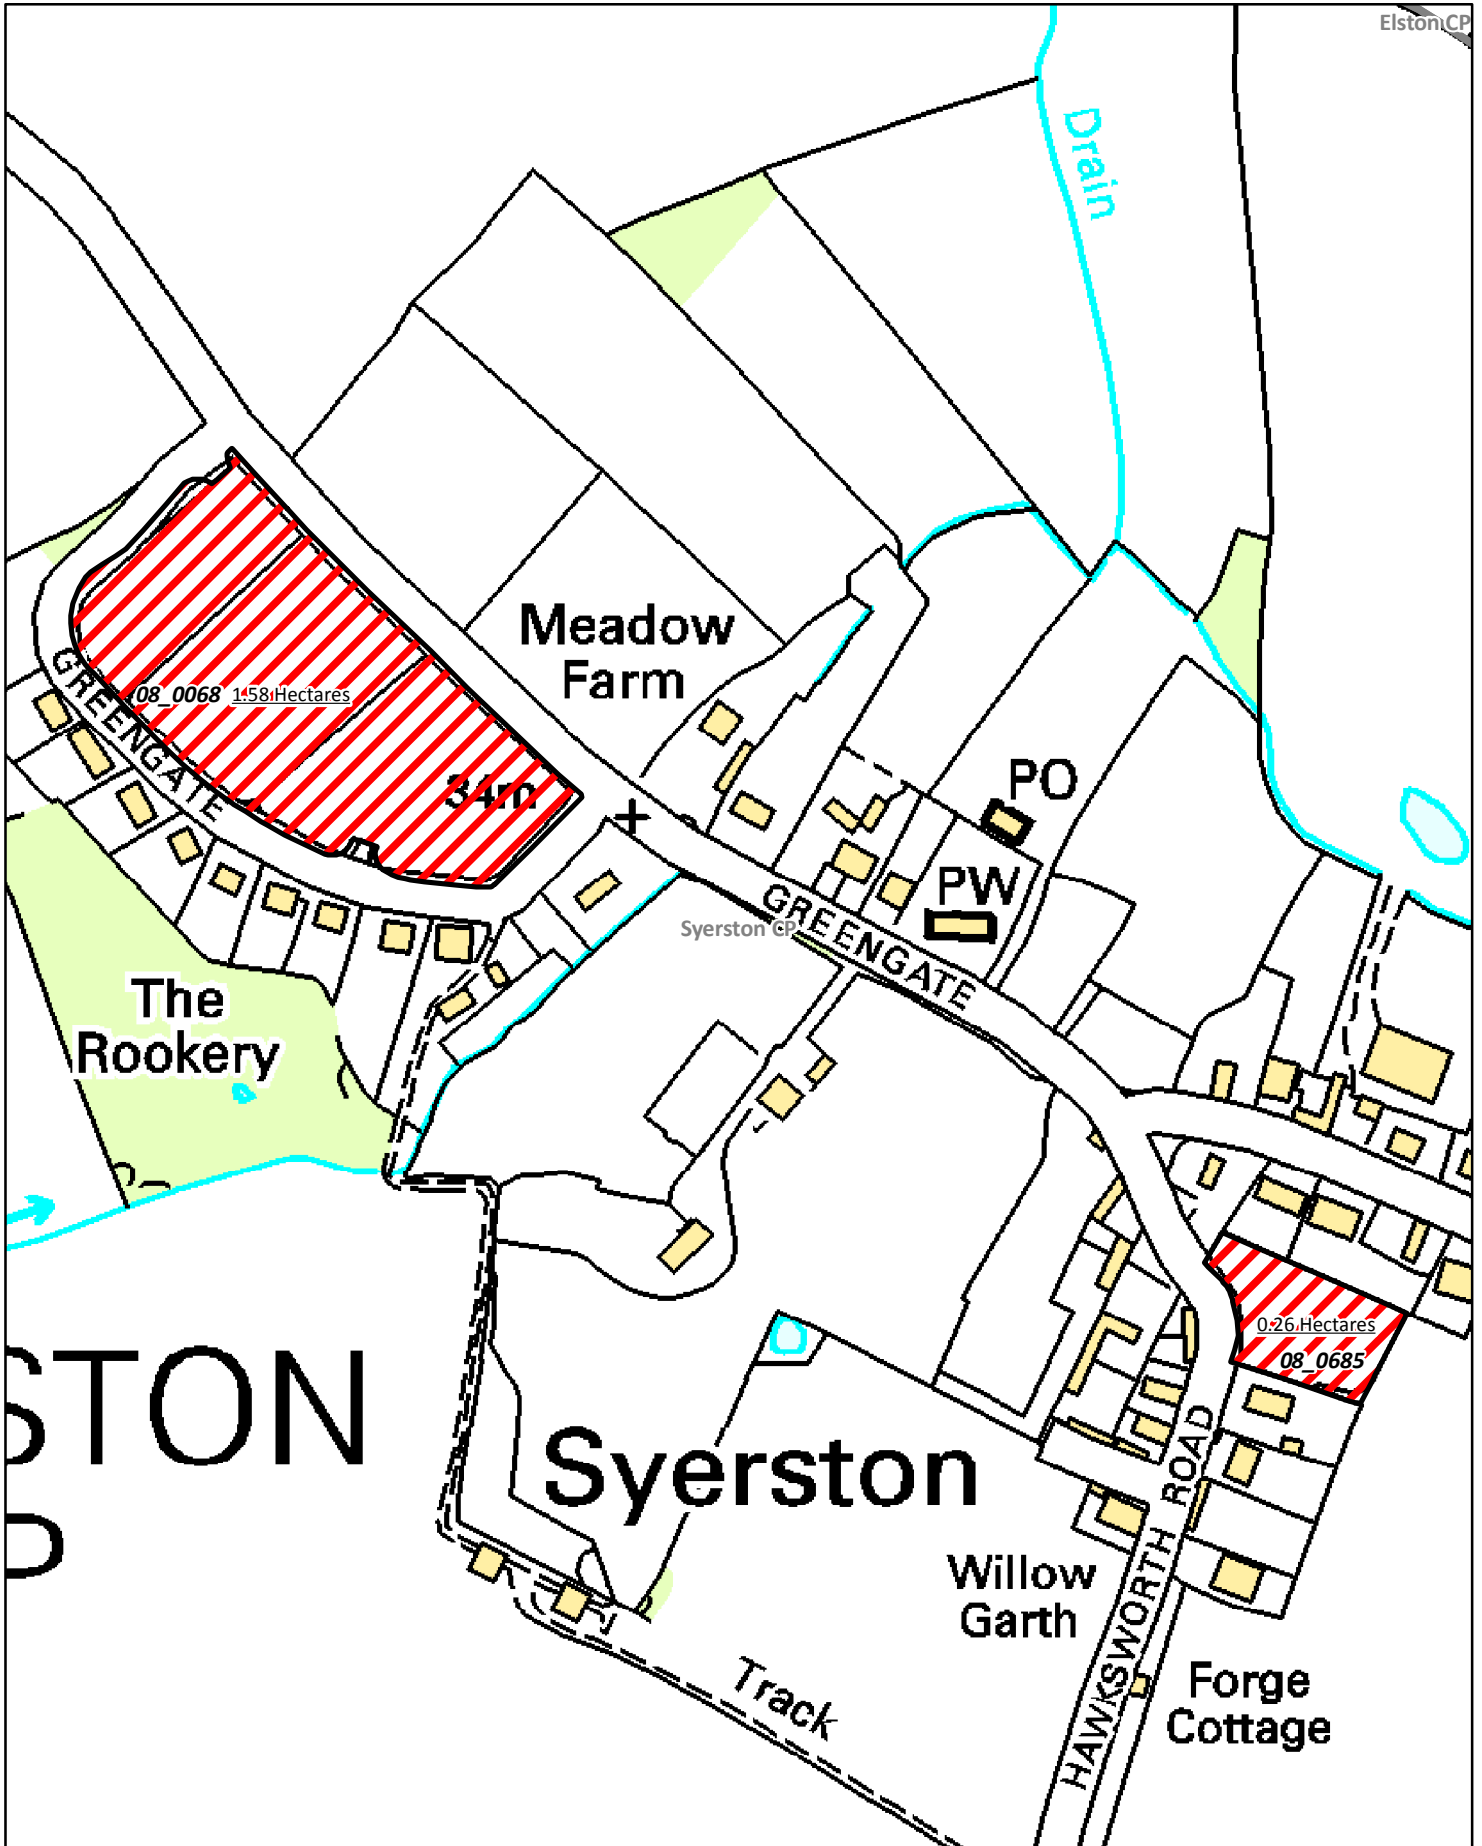 Elston CP
Drain
Meadow
Farm
GREENGATE
08_0068 1.58 Hectares
34m
PO
PW
GREENGATE
Syerston CP
The
Rookery
0.26 Hectares
08_0685
STON
P
Syerston
HAWKSWORTH ROAD
Willow
Garth
Forge
Cottage
Track